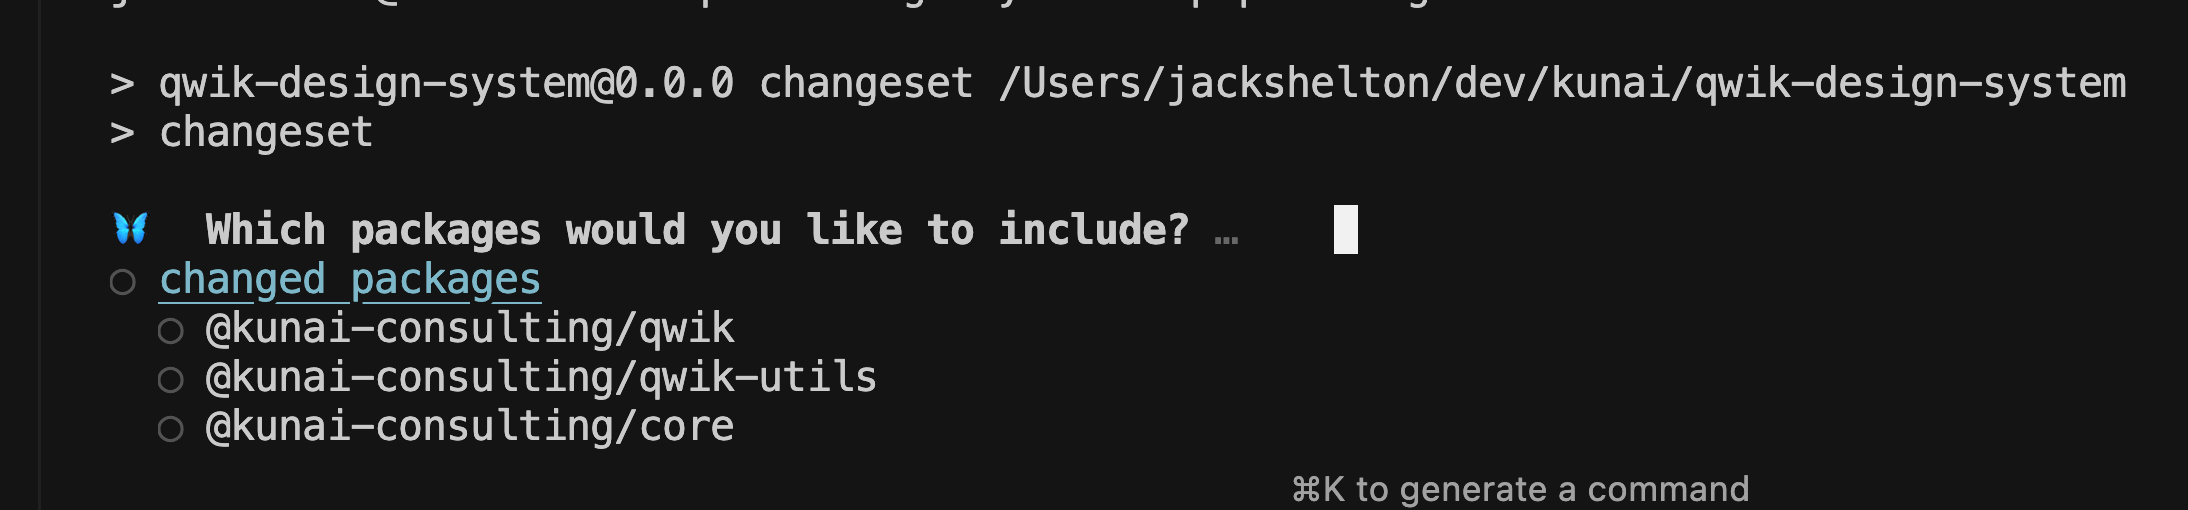 > qwik-design-system@0.0.0 changeset /Users/jackshelton/dev/kunai/qwik-design-system
> changeset
🦋 Which packages would you like to include? …
○ changed packages
○ @kunai-consulting/qwik
○ @kunai-consulting/qwik-utils
○ @kunai-consulting/core
⌘K to generate a command